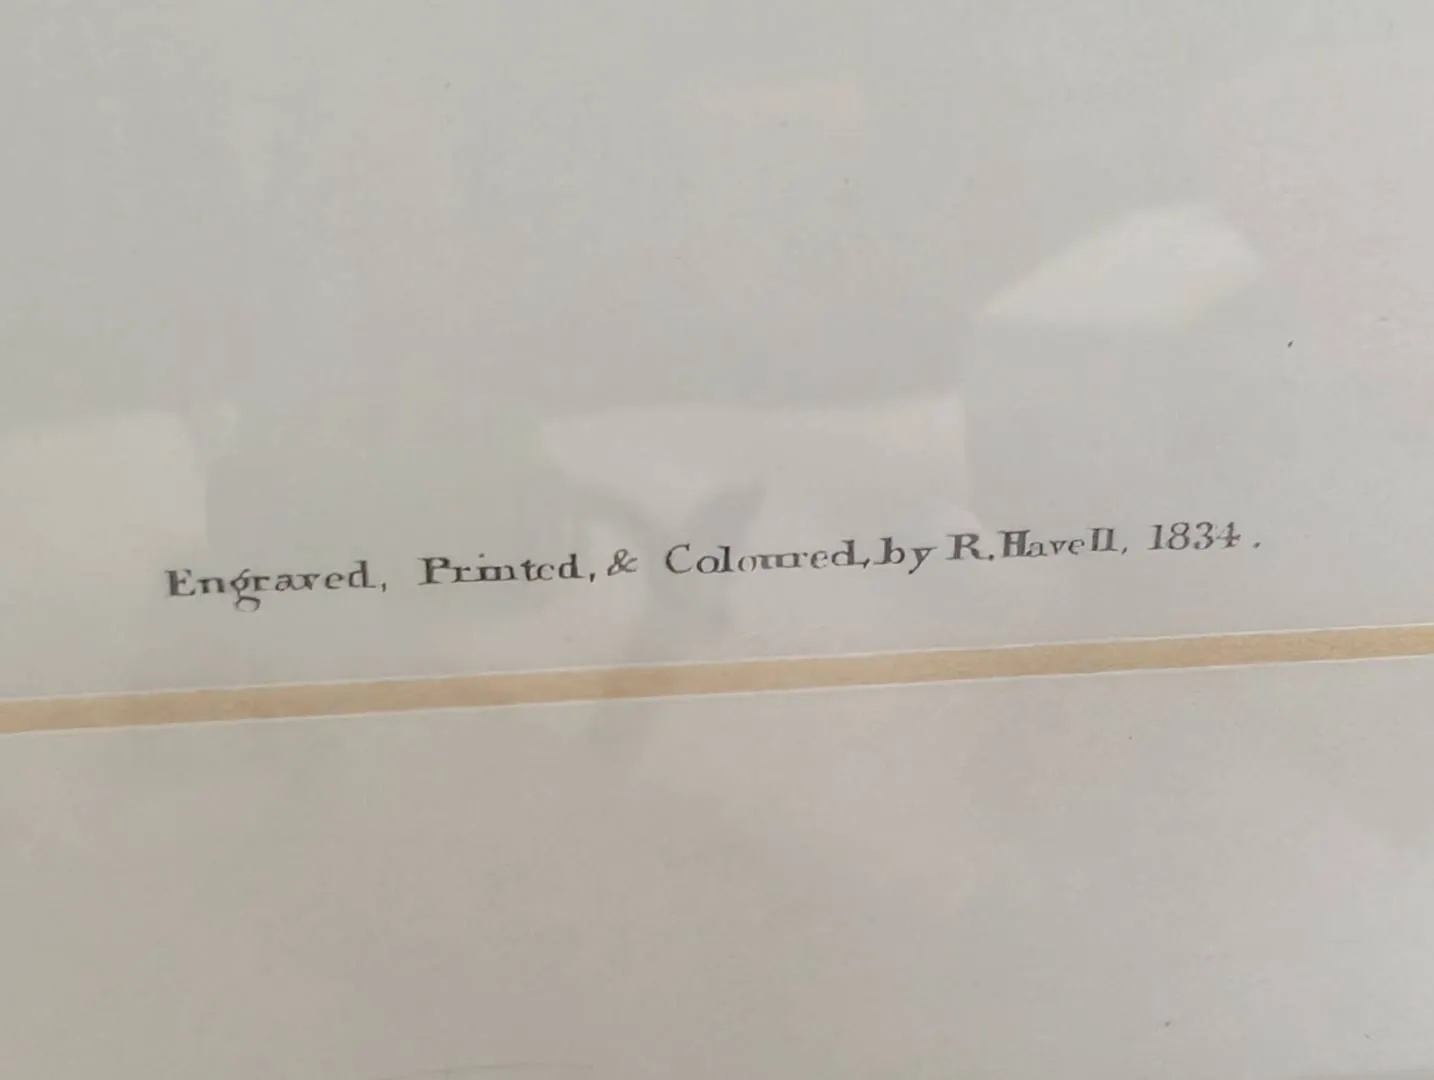 Engraved, Printed, & Coloured, by R. Havell, 1834.